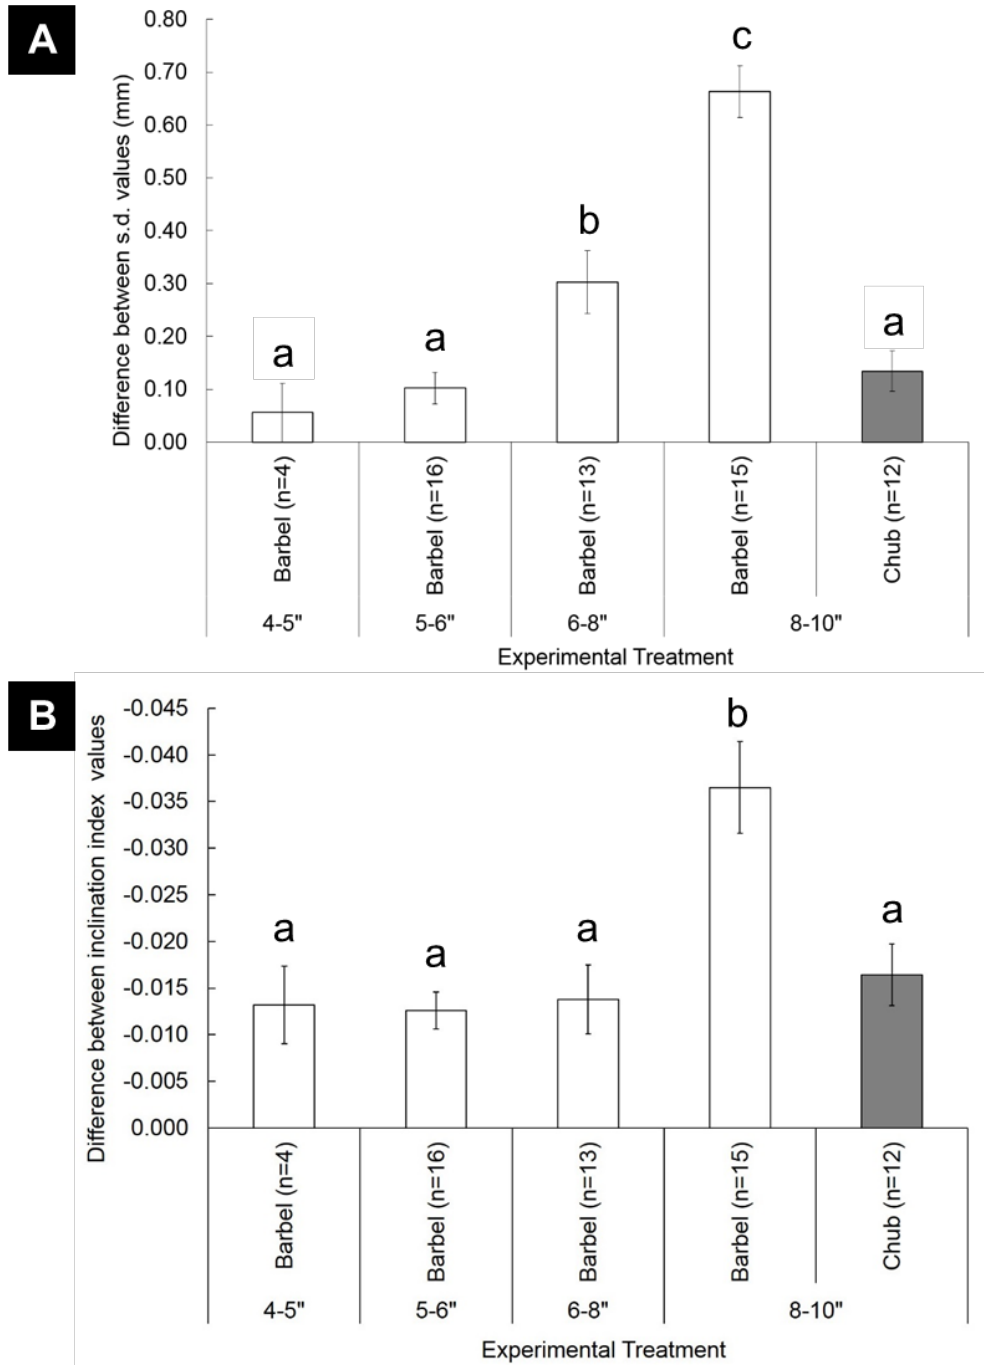 A
Difference between s.d. values (mm)
0.80
0.70
0.60
0.50
0.40
0.30
0.20
0.10
0.00
a
a
b
c
a
Barbel (n=4)
Barbel (n=16)
Barbel (n=13)
Barbel (n=15)
Chub (n=12)
4-5"
5-6"
6-8"
8-10"
Experimental Treatment
B
Difference between inclination index values
-0.045
-0.040
-0.035
-0.030
-0.025
-0.020
-0.015
-0.010
-0.005
0.000
a
a
a
b
a
Barbel (n=4)
Barbel (n=16)
Barbel (n=13)
Barbel (n=15)
Chub (n=12)
4-5"
5-6"
6-8"
8-10"
Experimental Treatment